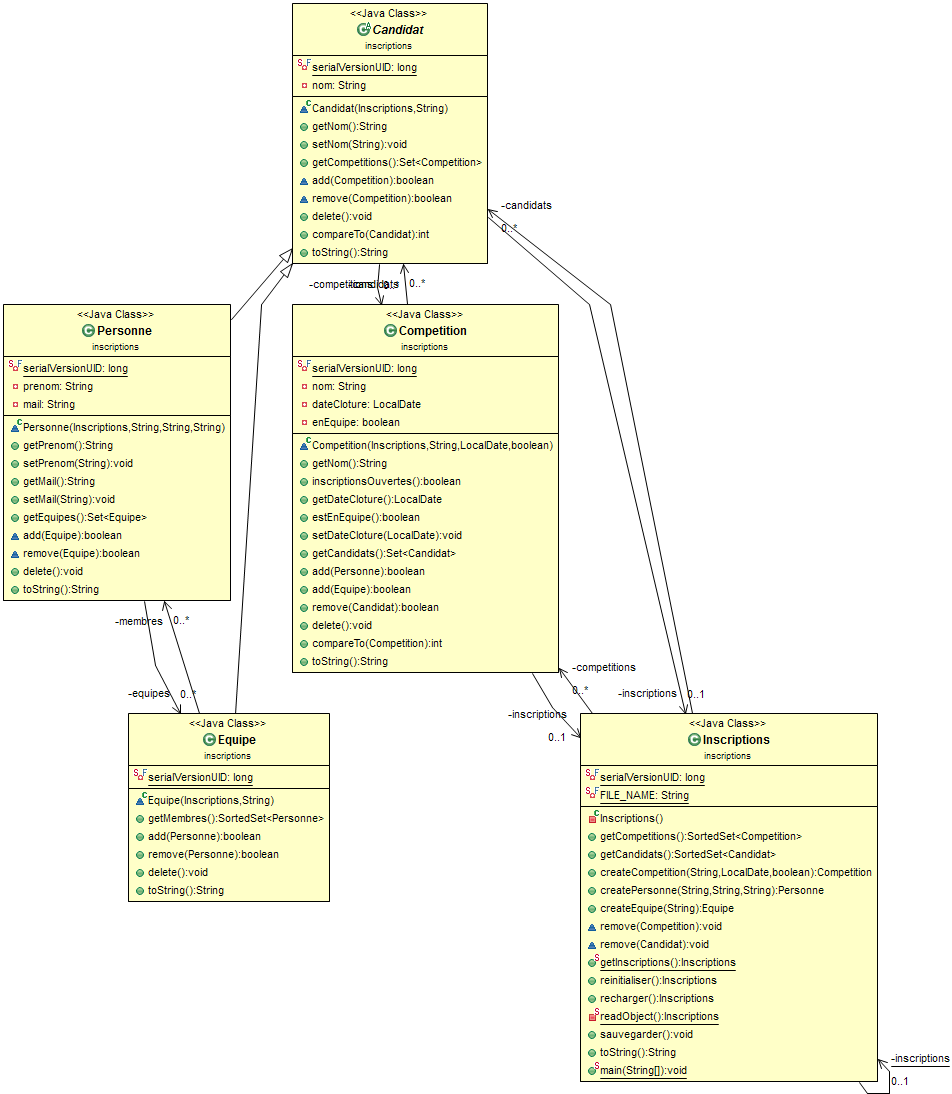 <<Java Class>>
Candidat
inscriptions
serialVersionUID: long
nom: String
Candidat(Inscriptions,String)
getNom():String
setNom(String):void
getCompetitions():Set<Competition>
add(Competition):boolean
remove(Competition):boolean
delete():void
compareTo(Candidat):int
toString():String
-candidats
0..*
-competitions
-candidats
0..*
0..*
<<Java Class>>
Personne
inscriptions
serialVersionUID: long
prenom: String
mail: String
Personne(Inscriptions,String,String,String)
getPrenom():String
setPrenom(String):void
getMail():String
setMail(String):void
getEquipes():Set<Equipe>
add(Equipe):boolean
remove(Equipe):boolean
delete():void
toString():String
<<Java Class>>
Competition
inscriptions
serialVersionUID: long
nom: String
dateCloture: LocalDate
enEquipe: boolean
Competition(Inscriptions,String,LocalDate,boolean)
getNom():String
inscriptionsOuvertes():boolean
getDateCloture():LocalDate
estEnEquipe():boolean
setDateCloture(LocalDate):void
getCandidats():Set<Candidat>
add(Personne):boolean
add(Equipe):boolean
remove(Candidat):boolean
delete():void
compareTo(Competition):int
toString():String
-membres
0..*
-equipes
0..*
-competitions
0..*
-inscriptions
0..1
-inscriptions
0..1
<<Java Class>>
Equipe
inscriptions
serialVersionUID: long
Equipe(Inscriptions,String)
getMembres():SortedSet<Personne>
add(Personne):boolean
remove(Personne):boolean
delete():void
toString():String
<<Java Class>>
Inscriptions
inscriptions
serialVersionUID: long
FILE_NAME: String
Inscriptions()
getCompetitions():SortedSet<Competition>
getCandidats():SortedSet<Candidat>
createCompetition(String,LocalDate,boolean):Competition
createPersonne(String,String,String):Personne
createEquipe(String):Equipe
remove(Competition):void
remove(Candidat):void
getInscriptions():Inscriptions
reinitialiser():Inscriptions
recharger():Inscriptions
readObject():Inscriptions
sauvegarder():void
toString():String
main(String[]):void
-inscriptions
0..1